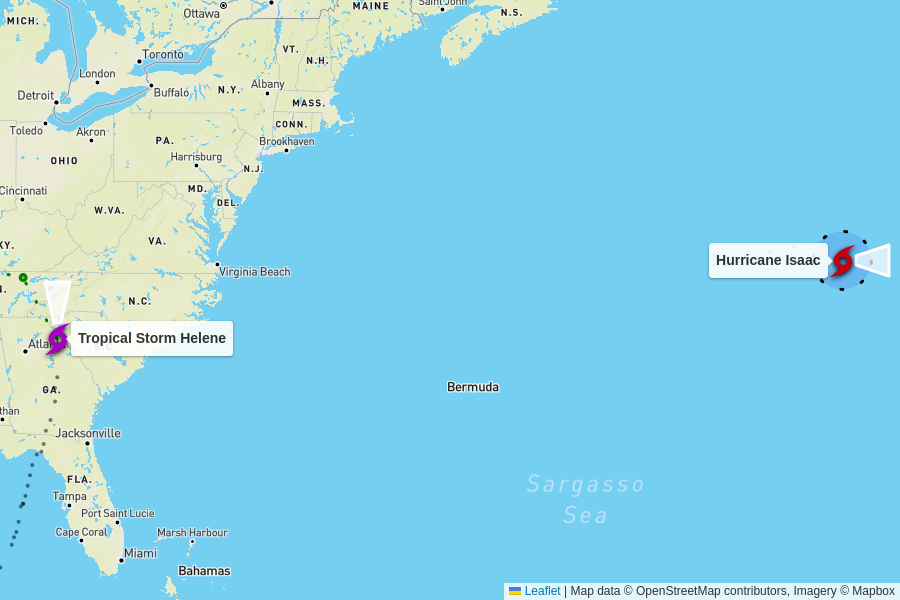 MAINE
Saint John
Ottawa
N.S.
MICH.
VT.
Toronto
N.H.
London
Albany
Detroit
Buffalo
N.Y.
MASS.
CONN.
Toledo
Akron
PA.
Brookhaven
OHIO
Harrisburg
N.J.
Cincinnati
MD.
DEL.
W.VA.
KY.
VA.
Hurricane Isaac
Virginia Beach
N.
N.C.
Tropical Storm Helene
Atla
GA.
Bermuda
than
Jacksonville
FLA.
Sargasso
Sea
Tampa
Port Saint Lucie
Cape Coral
Marsh Harbour
Miami
Bahamas
Leaflet | Map data © OpenStreetMap contributors, Imagery © Mapbox